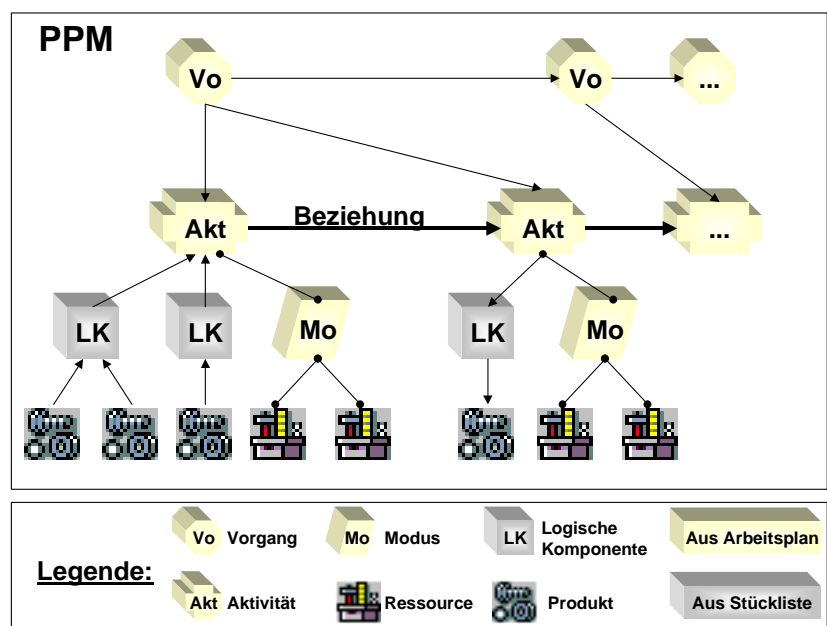 PPM
Vo
Vo
...
Akt
Beziehung
Akt
...
LK
LK
Mo
LK
Mo
Legende:
Vo Vorgang
Mo Modus
LK Logische
Komponente
Aus Arbeitsplan
Akt Aktivität
Ressource
Produkt
Aus Stückliste